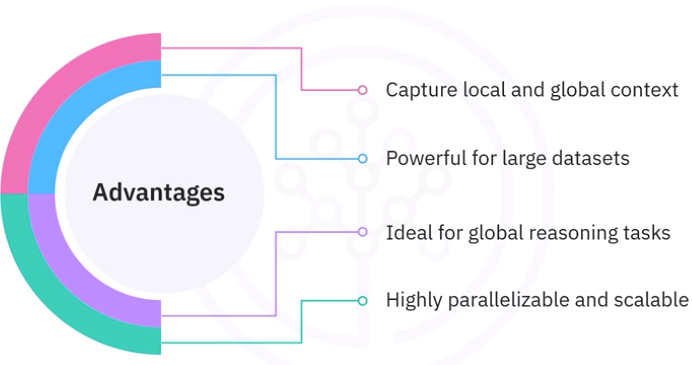 Capture local and global context
Powerful for large datasets
Advantages
Ideal for global reasoning tasks
Highly parallelizable and scalable